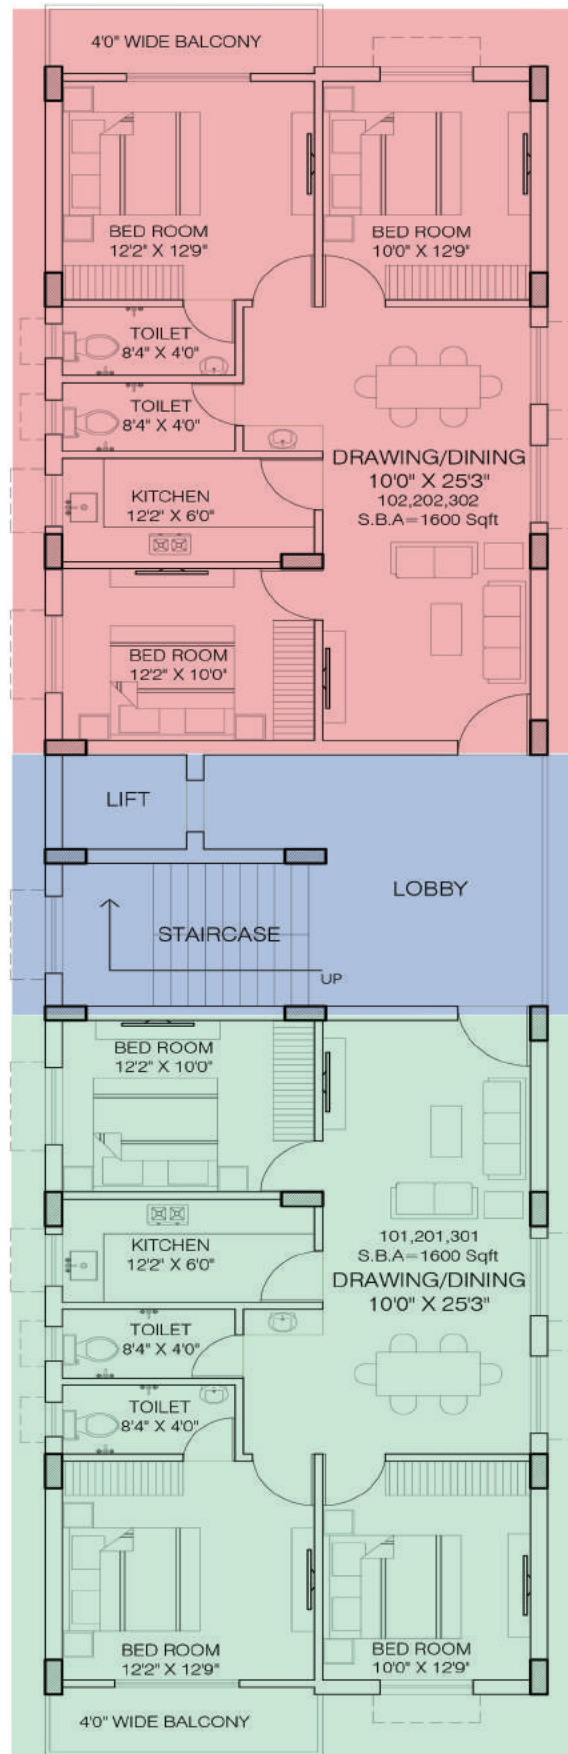 4'0" WIDE BALCONY
BED ROOM
12'2" X 12'9"
BED ROOM
10'0" X 12'9"
TOILET
8'4" X 4'0"
TOILET
8'4" X 4'0"
DRAWING/DINING
10'0" X 25'3"
102,202,302
S.B.A=1600 Sqft
KITCHEN
12'2" X 6'0"
BED ROOM
12'2" X 10'0"
LIFT
LOBBY
STAIRCASE
UP
BED ROOM
12'2" X 10'0"
KITCHEN
12'2" X 6'0"
101,201,301
S.B.A=1600 Sqft
DRAWING/DINING
10'0" X 25'3"
TOILET
8'4" X 4'0"
TOILET
8'4" X 4'0"
BED ROOM
12'2" X 12'9"
BED ROOM
10'0" X 12'9"
4'0" WIDE BALCONY